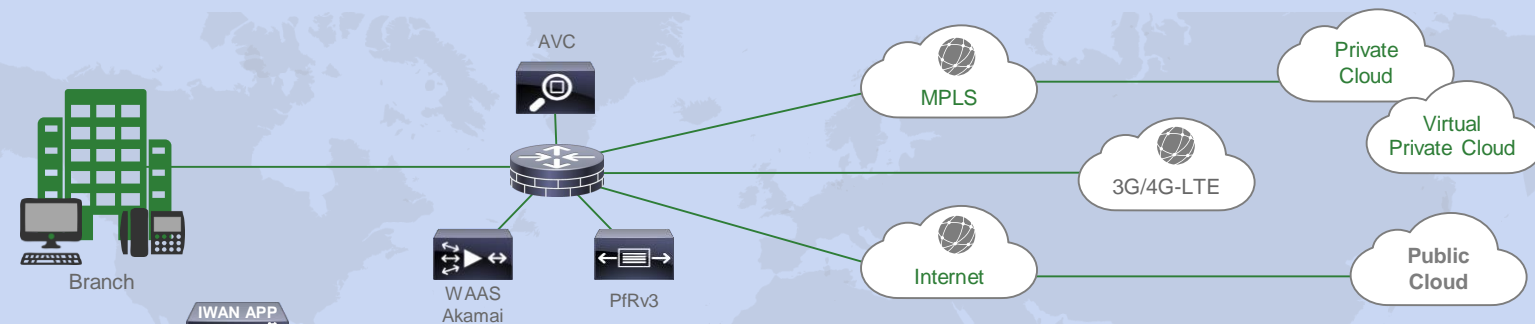 AVC
Branch
IWAN APP
WAAS
Akamai
PfRv3
MPLS
3G/4G-LTE
Internet
Private
Cloud
Virtual
Private Cloud
Public
Cloud